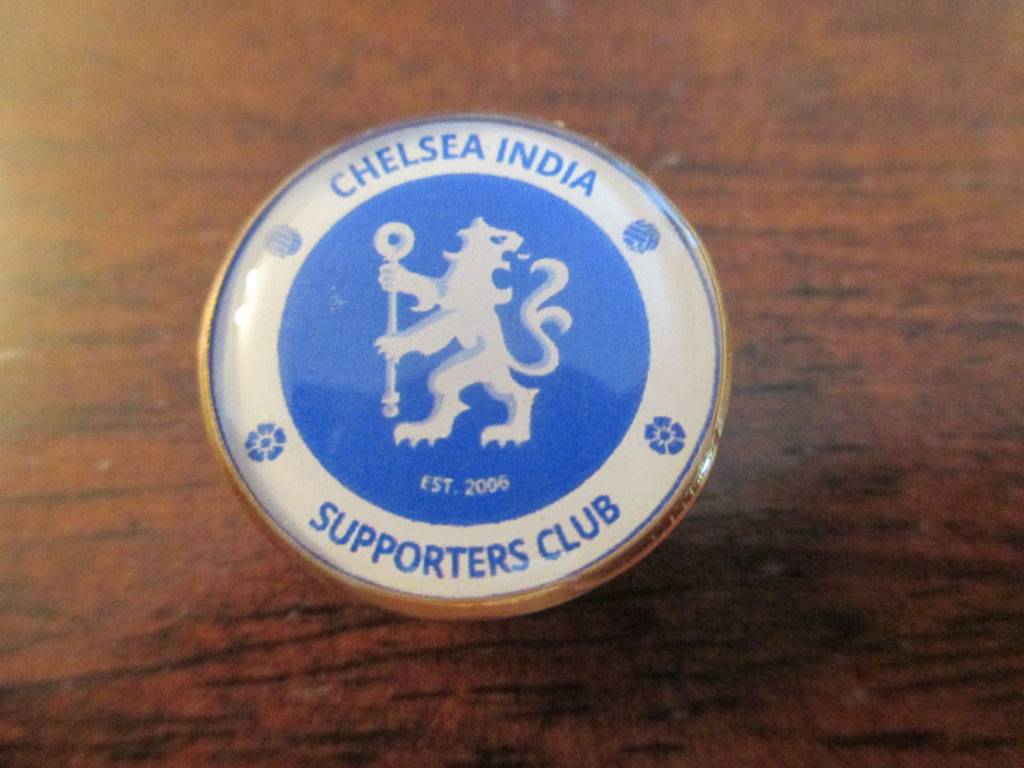 CHELSEA INDIA
EST. 2006
SUPPORTERS CLUB